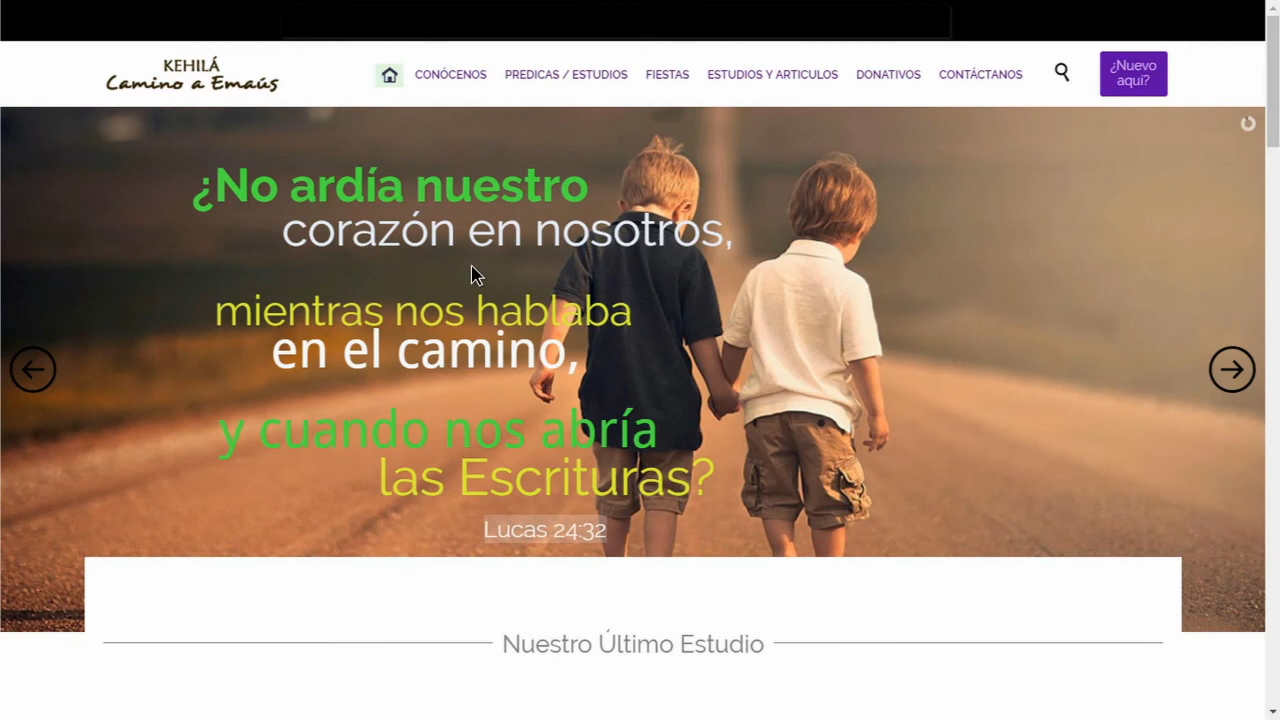 KEHILÁ
Camino a Emaús
CONÓCENOS PREDICAS / ESTUDIOS FIESTAS ESTUDIOS Y ARTICULOS DONATIVOS CONTÁCTANOS
¿Nuevo
aquí?
¿No ardía nuestro
corazón en nosotros,
mientras nos hablaba
en el camino,
y cuando nos abría
las Escrituras?
Lucas 24:32
Nuestro Último Estudio